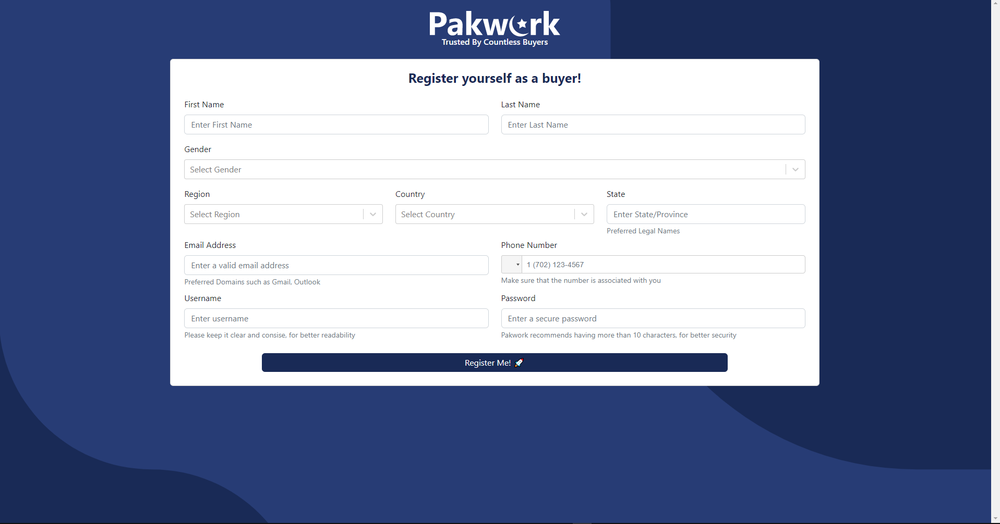 Pakwork
Trusted By Countless Buyers
Register yourself as a buyer!
First Name
Last Name
Enter First Name
Enter Last Name
Gender
Select Gender
Region
Country
State
Select Region
Select Country
Enter State/Province
Preferred Legal Names
Email Address
Phone Number
Enter a valid email address
1 (702) 123-4567
Preferred Domains such as Gmail, Outlook
Make sure that the number is associated with you
Username
Password
Enter username
Enter a secure password
Please keep it clear and consise, for better readability
Pakwork recommends having more than 10 characters, for better security
Register Me! 🚀